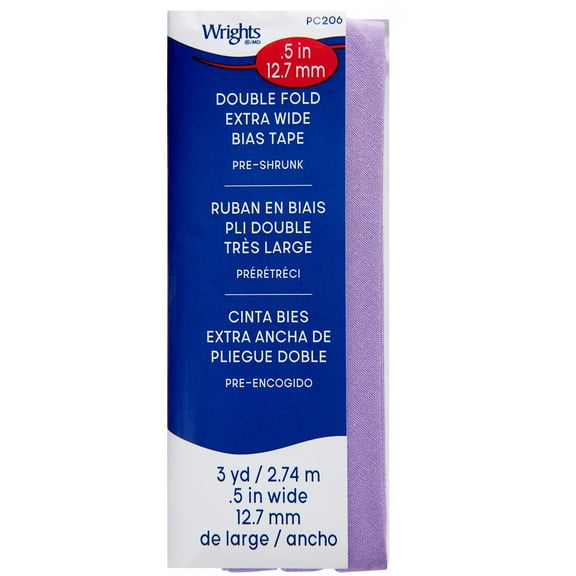 PC206
Wrights
®/MD
.5 in
12.7 mm
DOUBLE FOLD
EXTRA WIDE
BIAS TAPE
PRE-SHRUNK
RUBAN EN BIAIS
PLI DOUBLE
TRÈS LARGE
PRÉRÉTRÉCI
CINTA BIES
EXTRA ANCHA DE
PLIEGUE DOBLE
PRE-ENCOGIDO
3 yd / 2.74 m
.5 in wide
12.7 mm
de large / ancho